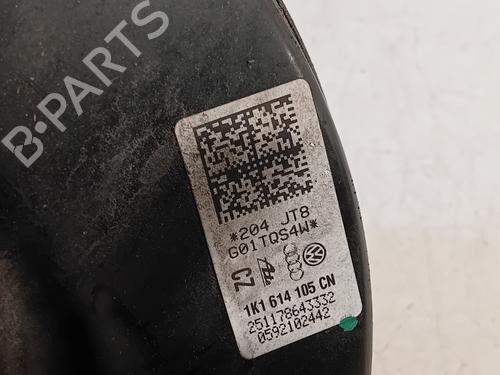 B-PARTS
*204 JT8
G01TQS4W*
CZ
1K1 614 105 CN
251178643332
0592102442